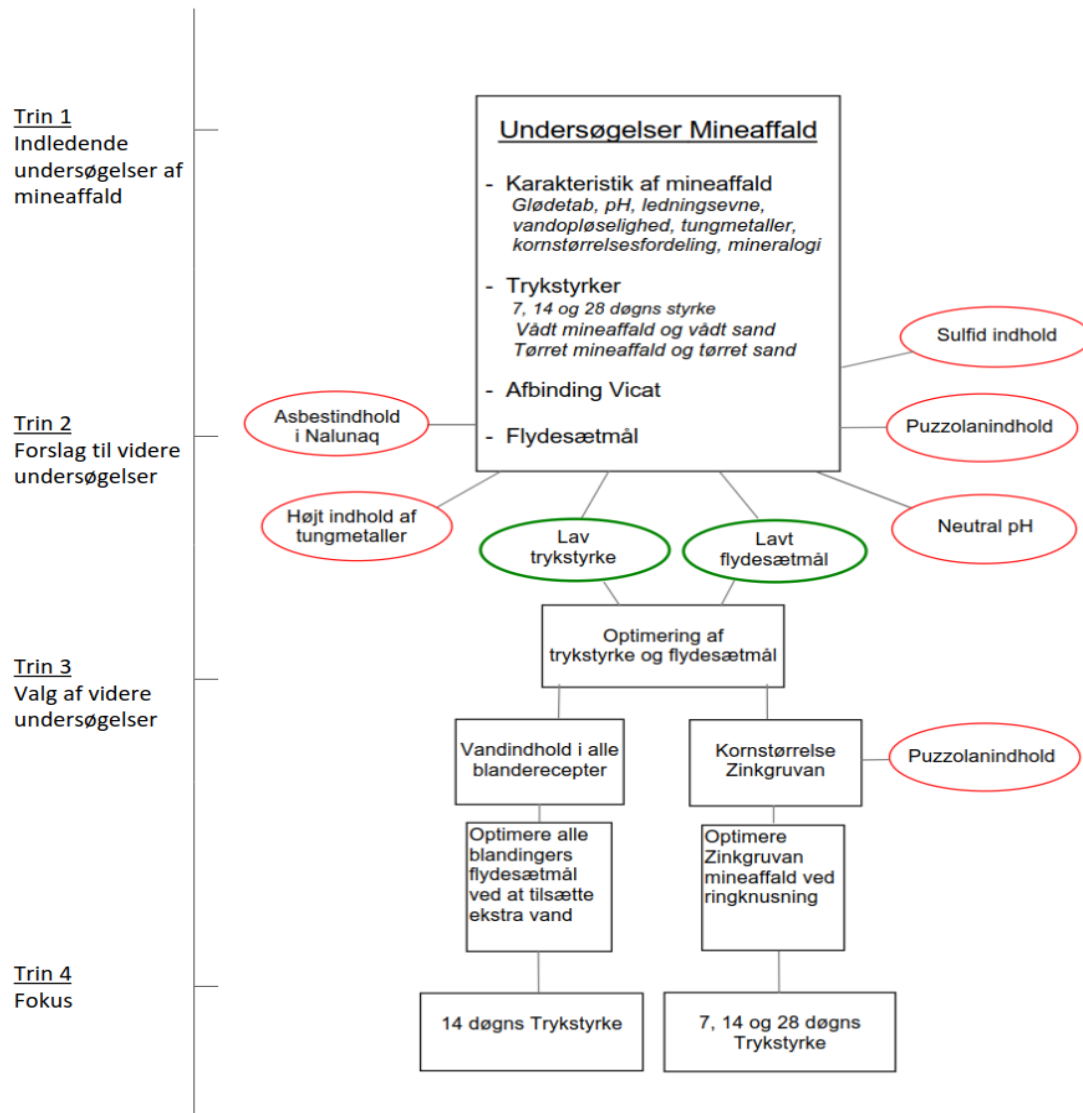 Trin 1
Indledende
undersøgelser af
mineaffald
Undersøgelser Mineaffald
- Karakteristik af mineaffald
Glødetab, pH, ledningsevne,
vandopløselighed, tungmetaller,
kornstørrelsesfordeling, mineralogi
- Trykstyrker
7, 14 og 28 døgns styrke
Vådt mineaffald og vådt sand
Tørret mineaffald og tørret sand
- Afbinding Vicat
- Flydesætmål
Sulfid indhold
Trin 2
Forslag til videre
undersøgelser
Asbestindhold
i Nalunaq
Puzzolanindhold
Højt indhold af
tungmetaller
Lav
trykstyrke
Lavt
flydesætmål
Neutral pH
Optimering af
trykstyrke og flydesætmål
Trin 3
Valg af videre
undersøgelser
Vandindhold i alle
blanderecepter
Kornstørrelse
Zinkgruvan
Puzzolanindhold
Optimere alle
blandingers
flydesætmål
ved at tilsætte
ekstra vand
Optimere
Zinkgruvan
mineaffald ved
ringknusning
Trin 4
Fokus
14 døgns Trykstyrke
7, 14 og 28 døgns
Trykstyrke